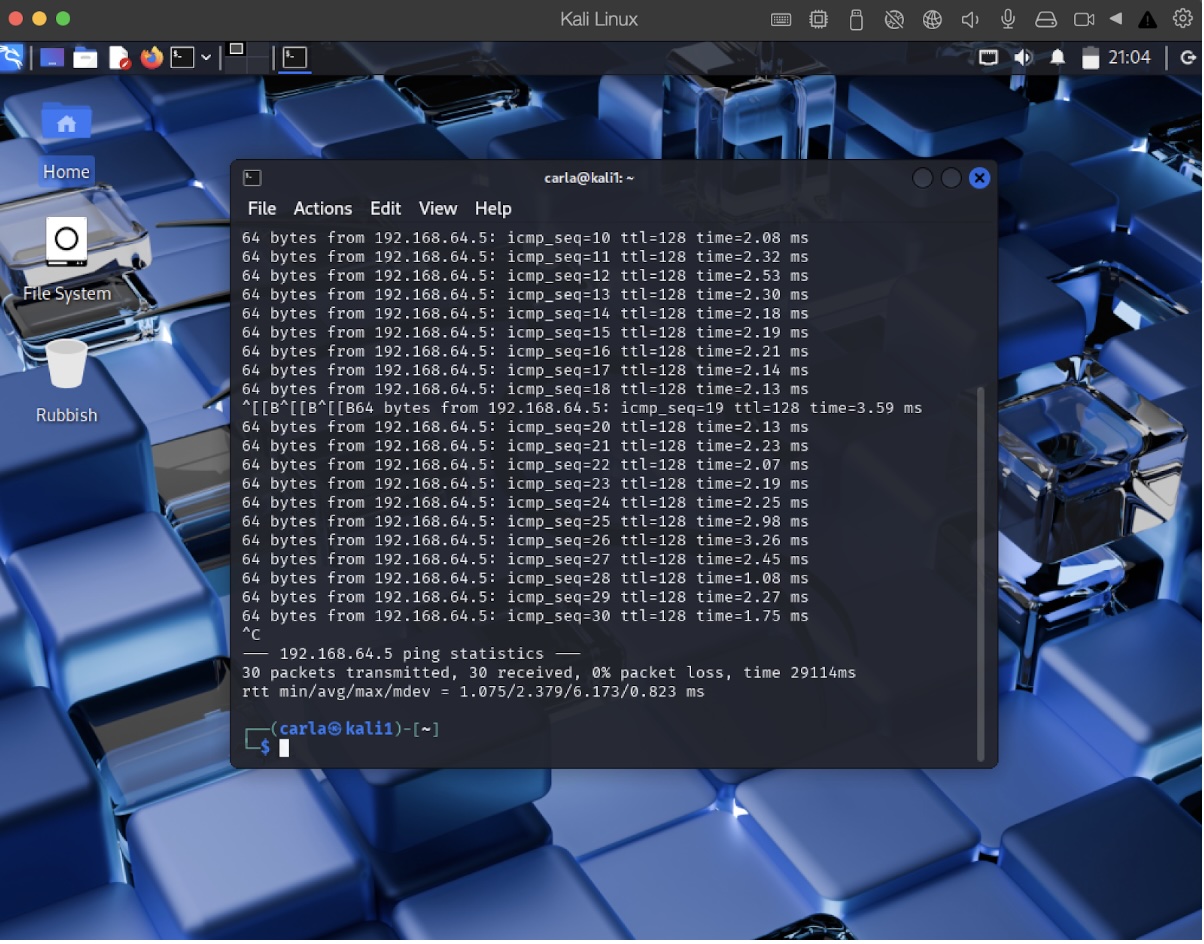 Kali Linux
21:04
Home
File System
Rubbish
carla@kali1: ~
File Actions Edit View Help
64 bytes from 192.168.64.5: icmp_seq=10 ttl=128 time=2.08 ms
64 bytes from 192.168.64.5: icmp_seq=11 ttl=128 time=2.32 ms
64 bytes from 192.168.64.5: icmp_seq=12 ttl=128 time=2.53 ms
64 bytes from 192.168.64.5: icmp_seq=13 ttl=128 time=2.30 ms
64 bytes from 192.168.64.5: icmp_seq=14 ttl=128 time=2.18 ms
64 bytes from 192.168.64.5: icmp_seq=15 ttl=128 time=2.19 ms
64 bytes from 192.168.64.5: icmp_seq=16 ttl=128 time=2.21 ms
64 bytes from 192.168.64.5: icmp_seq=17 ttl=128 time=2.14 ms
64 bytes from 192.168.64.5: icmp_seq=18 ttl=128 time=2.13 ms
^[[B^[[B^[[B64 bytes from 192.168.64.5: icmp_seq=19 ttl=128 time=3.59 ms
64 bytes from 192.168.64.5: icmp_seq=20 ttl=128 time=2.13 ms
64 bytes from 192.168.64.5: icmp_seq=21 ttl=128 time=2.23 ms
64 bytes from 192.168.64.5: icmp_seq=22 ttl=128 time=2.07 ms
64 bytes from 192.168.64.5: icmp_seq=23 ttl=128 time=2.19 ms
64 bytes from 192.168.64.5: icmp_seq=24 ttl=128 time=2.25 ms
64 bytes from 192.168.64.5: icmp_seq=25 ttl=128 time=2.98 ms
64 bytes from 192.168.64.5: icmp_seq=26 ttl=128 time=3.26 ms
64 bytes from 192.168.64.5: icmp_seq=27 ttl=128 time=2.45 ms
64 bytes from 192.168.64.5: icmp_seq=28 ttl=128 time=1.08 ms
64 bytes from 192.168.64.5: icmp_seq=29 ttl=128 time=2.27 ms
64 bytes from 192.168.64.5: icmp_seq=30 ttl=128 time=1.75 ms
^C
--- 192.168.64.5 ping statistics ---
30 packets transmitted, 30 received, 0% packet loss, time 29114ms
rtt min/avg/max/mdev = 1.075/2.379/6.173/0.823 ms
┌──(carla㉿kali1)-[~]
└─$